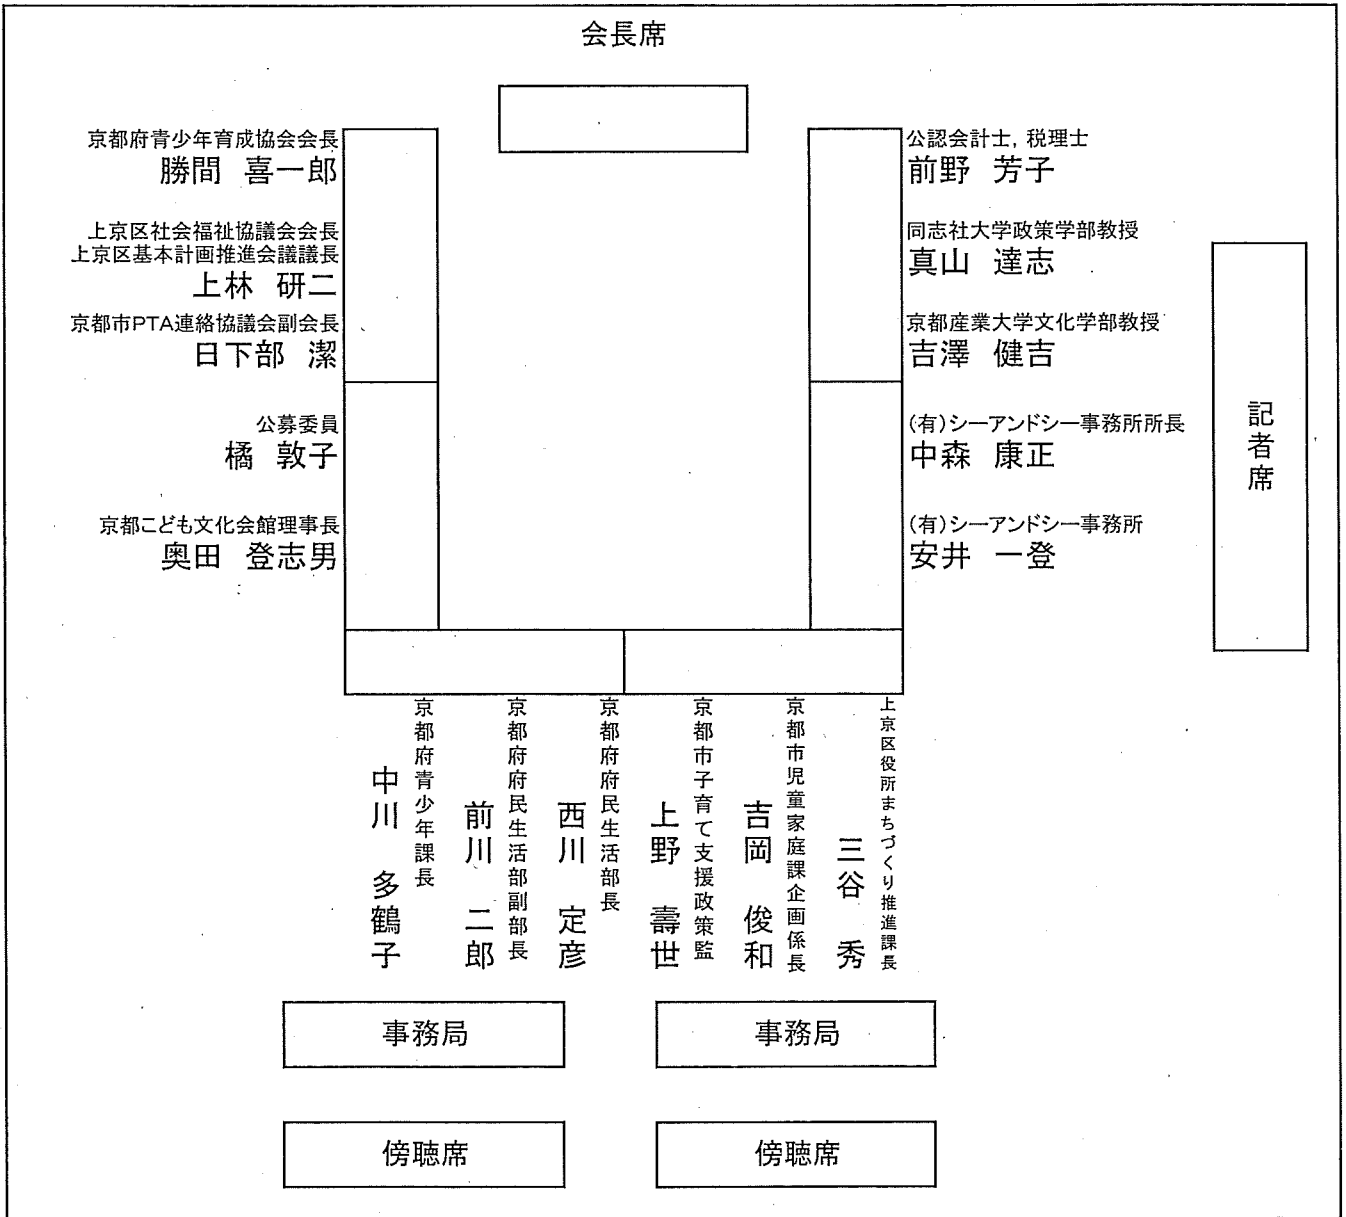 会長席
京都府青少年育成協会会長
勝間 喜一郎
上京区社会福祉協議会会長
上京区基本計画推進会議議長
上林 研二
京都市PTA連絡協議会副会長
日下部 潔
公募委員
橘 敦子
京都こども文化会館理事長
奥田 登志男
公認会計士, 税理士
前野 芳子
同志社大学政策学部教授
真山 達志
京都産業大学文化学部教授
吉澤 健吉
(有)シーアンドシー事務所所長
中森 康正
(有)シーアンドシー事務所
安井 一登
記者席
京都府青少年課長
中川 多鶴子
京都府府民生活部副部長
前川 二郎
京都府府民生活部長
西川 定彦
京都市子育て支援政策監
上野 壽世
京都市児童家庭課企画係長
吉岡 俊和
上京区役所まちづくり推進課長
三谷 秀
事務局
事務局
傍聴席
傍聴席